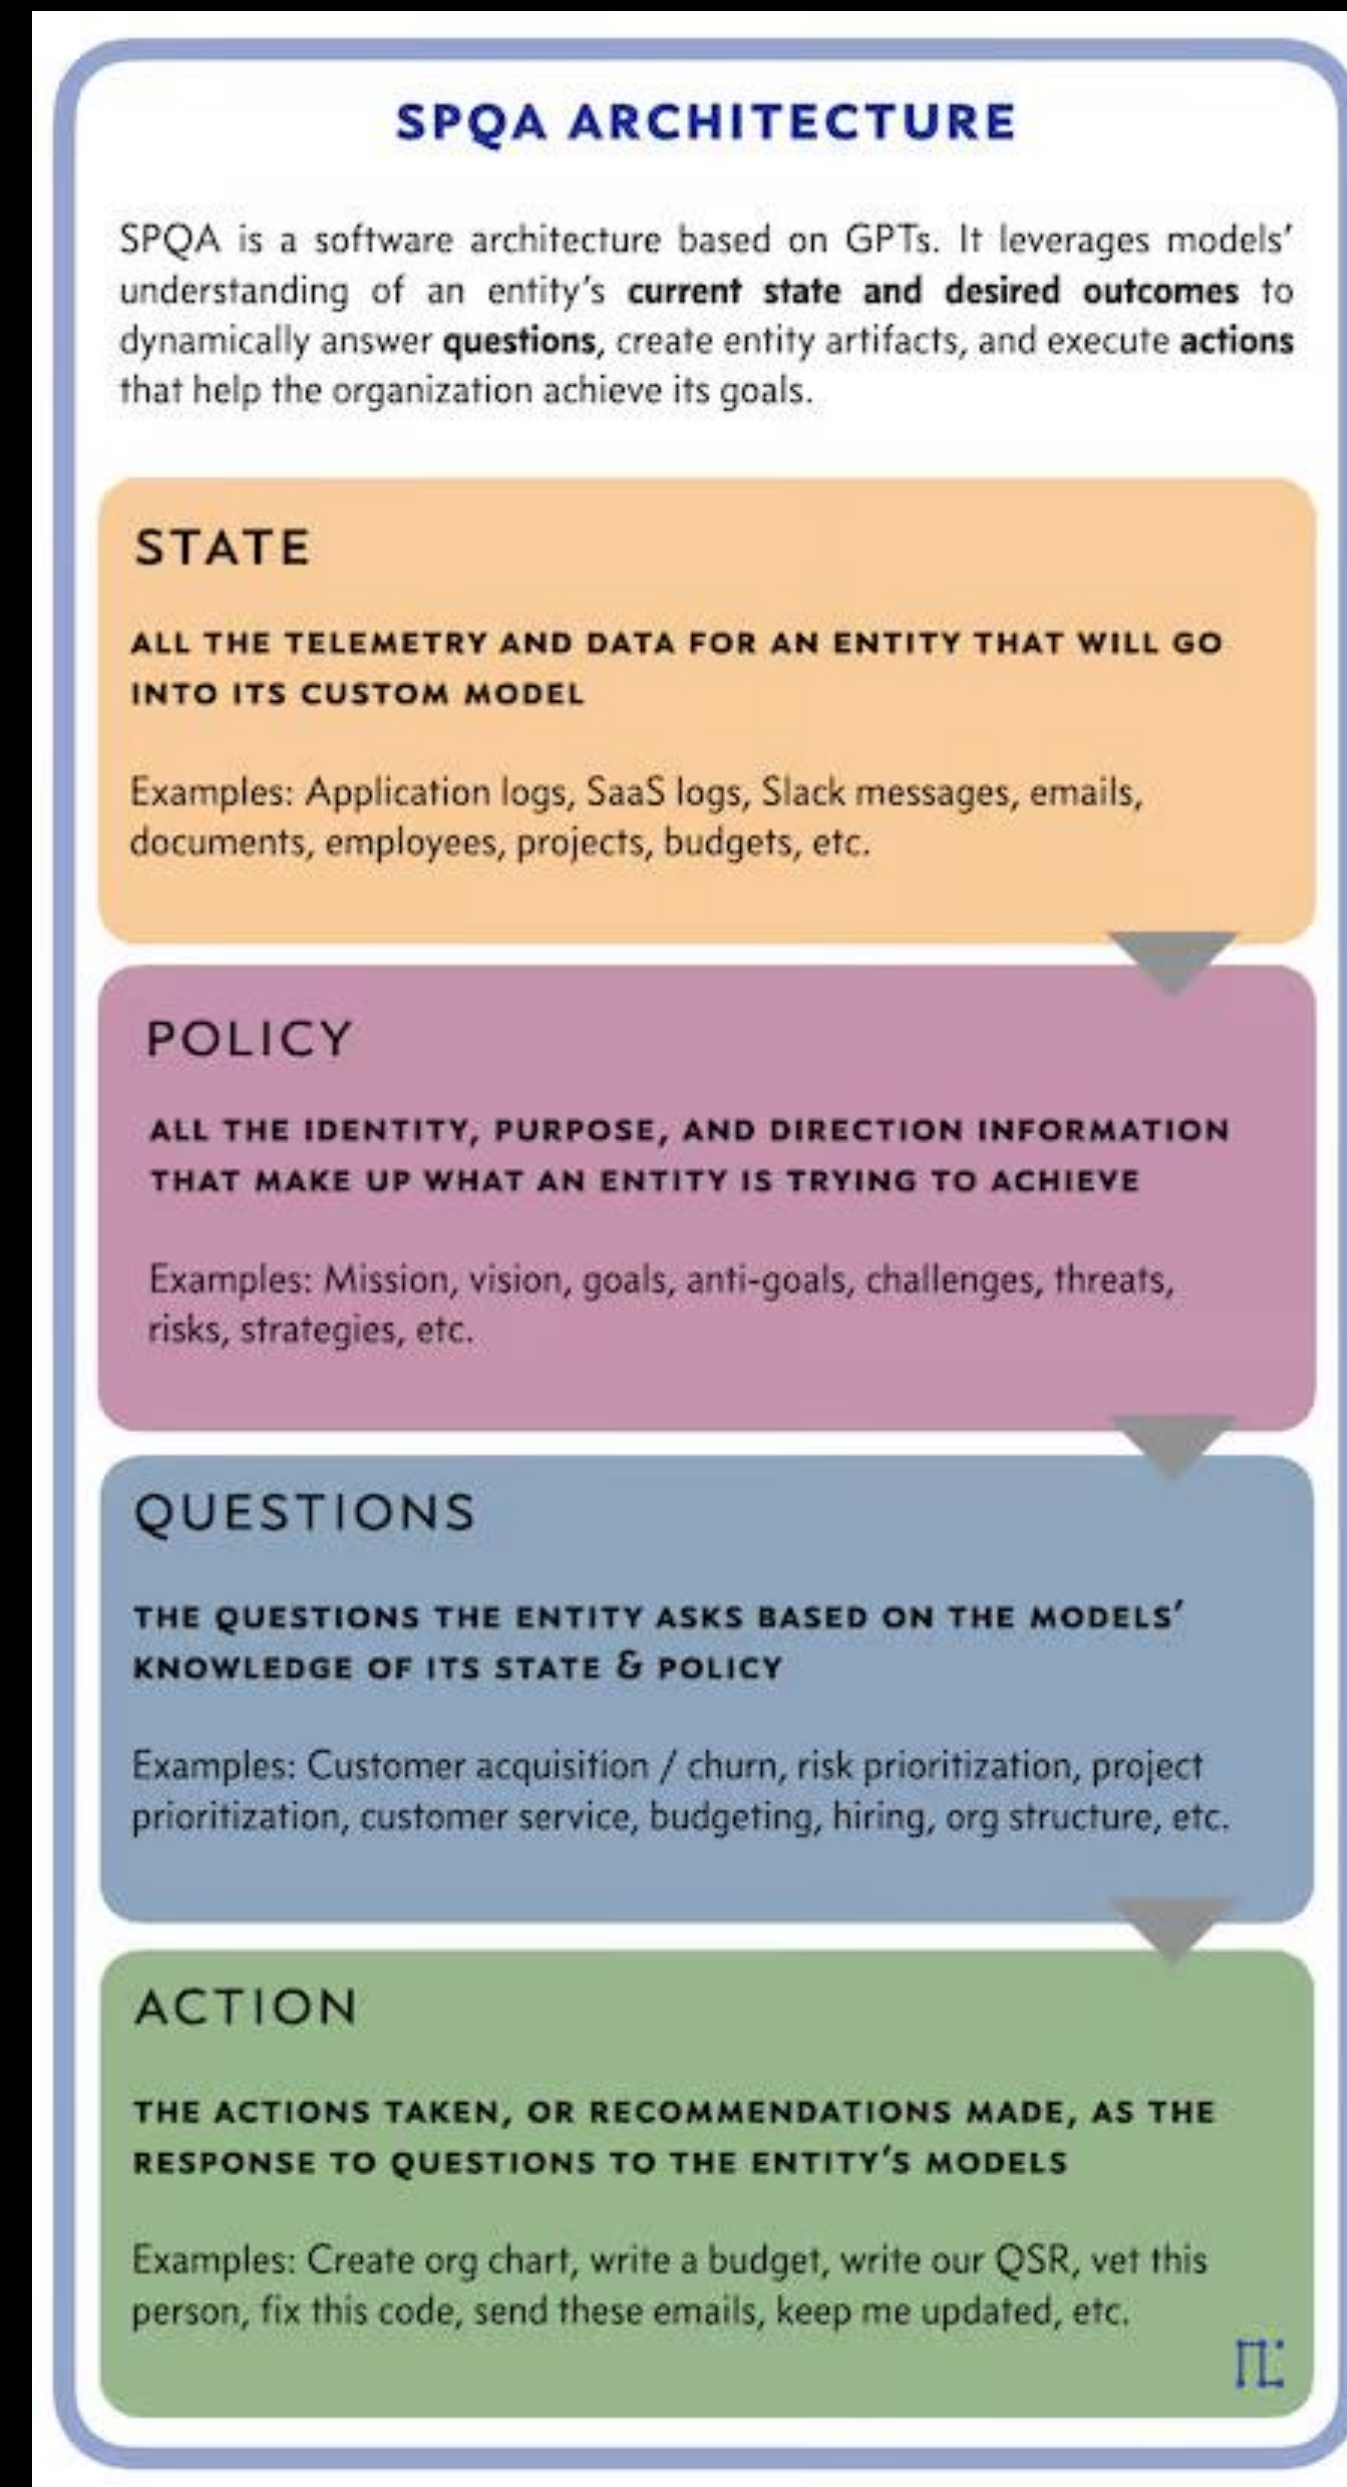 SPQA ARCHITECTURE
SPQA is a software architecture based on GPTs. It leverages models'
understanding of an entity's current state and desired outcomes to
dynamically answer questions, create entity artifacts, and execute actions
that help the organization achieve its goals.
STATE
ALL THE TELEMETRY AND DATA FOR AN ENTITY THAT WILL GO
INTO ITS CUSTOM MODEL
Examples: Application logs, SaaS logs, Slack messages, emails,
documents, employees, projects, budgets, etc.
POLICY
ALL THE IDENTITY, PURPOSE, AND DIRECTION INFORMATION
THAT MAKE UP WHAT AN ENTITY IS TRYING TO ACHIEVE
Examples: Mission, vision, goals, anti-goals, challenges, threats,
risks, strategies, etc.
QUESTIONS
THE QUESTIONS THE ENTITY ASKS BASED ON THE MODELS'
KNOWLEDGE OF ITS STATE & POLICY
Examples: Customer acquisition / churn, risk prioritization, project
prioritization, customer service, budgeting, hiring, org structure, etc.
ACTION
THE ACTIONS TAKEN, OR RECOMMENDATIONS MADE, AS THE
RESPONSE TO QUESTIONS TO THE ENTITY'S MODELS
Examples: Create org chart, write a budget, write our QSR, vet this
person, fix this code, send these emails, keep me updated, etc.